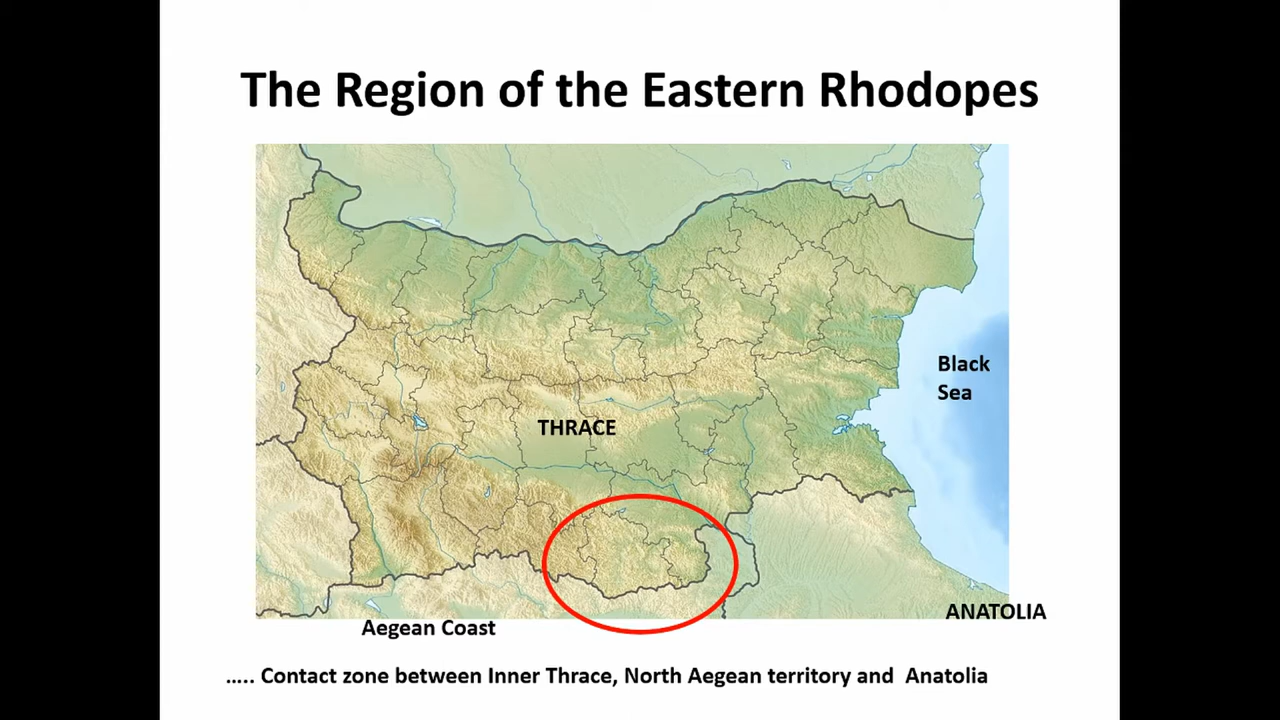 The Region of the Eastern Rhodopes
Black
Sea
THRACE
ANATOLIA
Aegean Coast
..... Contact zone between Inner Thrace, North Aegean territory and  Anatolia